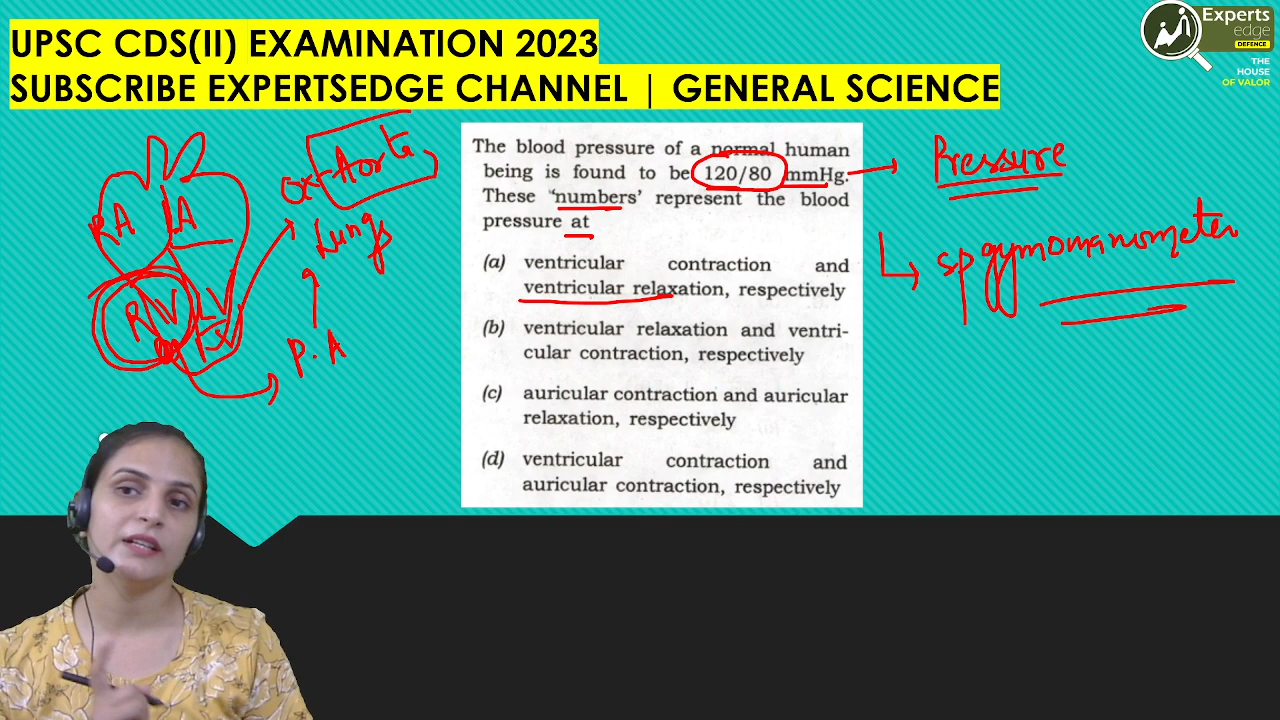 UPSC CDS(II) EXAMINATION 2023
SUBSCRIBE EXPERTSEDGE CHANNEL | GENERAL SCIENCE
Experts
edge
DEFENCE
THE
HOUSE
OF VALOR
The blood pressure of a normal human
being is found to be 120/80 mmHg.
These 'numbers' represent the blood
pressure at
(a) ventricular contraction and
ventricular relaxation, respectively
(b) ventricular relaxation and ventri-
cular contraction, respectively
(c) auricular contraction and auricular
relaxation, respectively
(d) ventricular contraction and
auricular contraction, respectively
Pressure
spgymomanometer
Aorta
Lungs
P.A
RA LA
RV LV